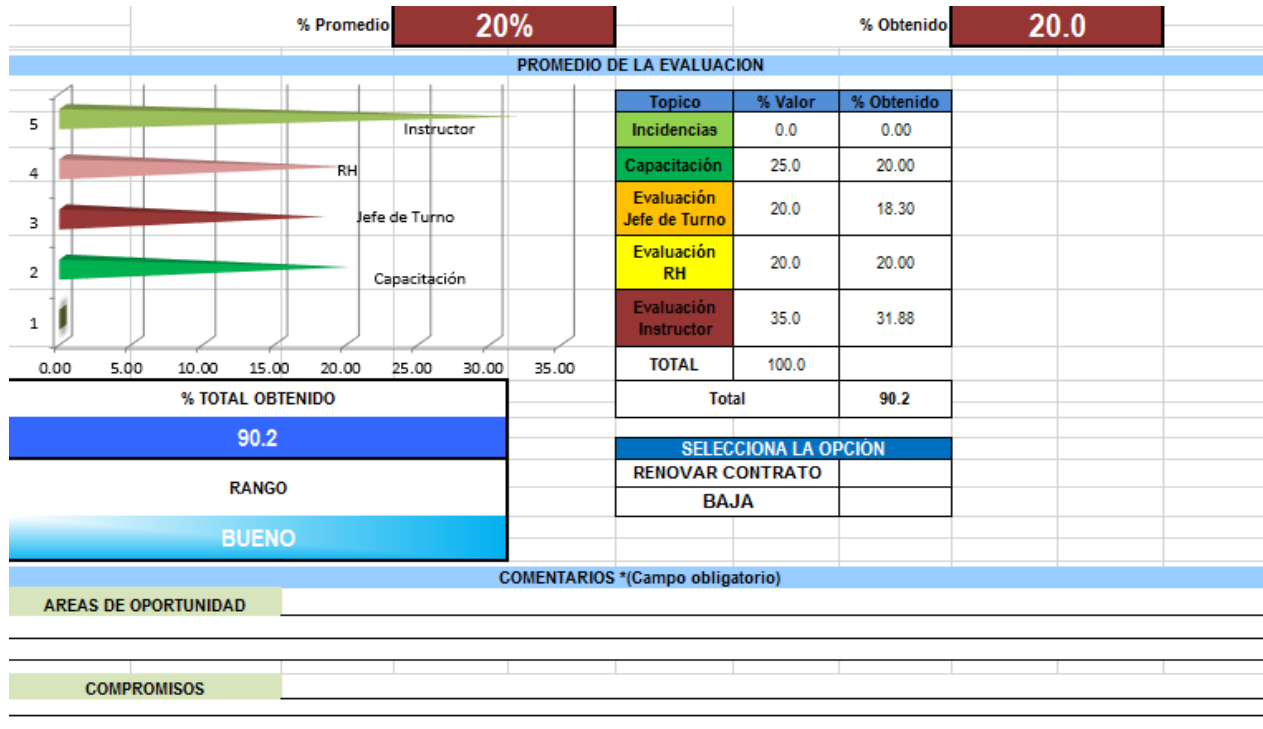 % Promedio 20% % Obtenido 20.0
PROMEDIO DE LA EVALUACION
5 Instructor
4 RH
3 Jefe de Turno
2 Capacitación
1
0.00 5.00 10.00 15.00 20.00 25.00 30.00 35.00
Topico % Valor % Obtenido
Incidencias 0.0 0.00
Capacitación 25.0 20.00
Evaluación
Jefe de Turno 20.0 18.30
Evaluación
RH 20.0 20.00
Evaluación
Instructor 35.0 31.88
TOTAL 100.0
Total 90.2
% TOTAL OBTENIDO
90.2
RANGO
BUENO
SELECCIONA LA OPCIÓN
RENOVAR CONTRATO
BAJA
COMENTARIOS *(Campo obligatorio)
AREAS DE OPORTUNIDAD
COMPROMISOS